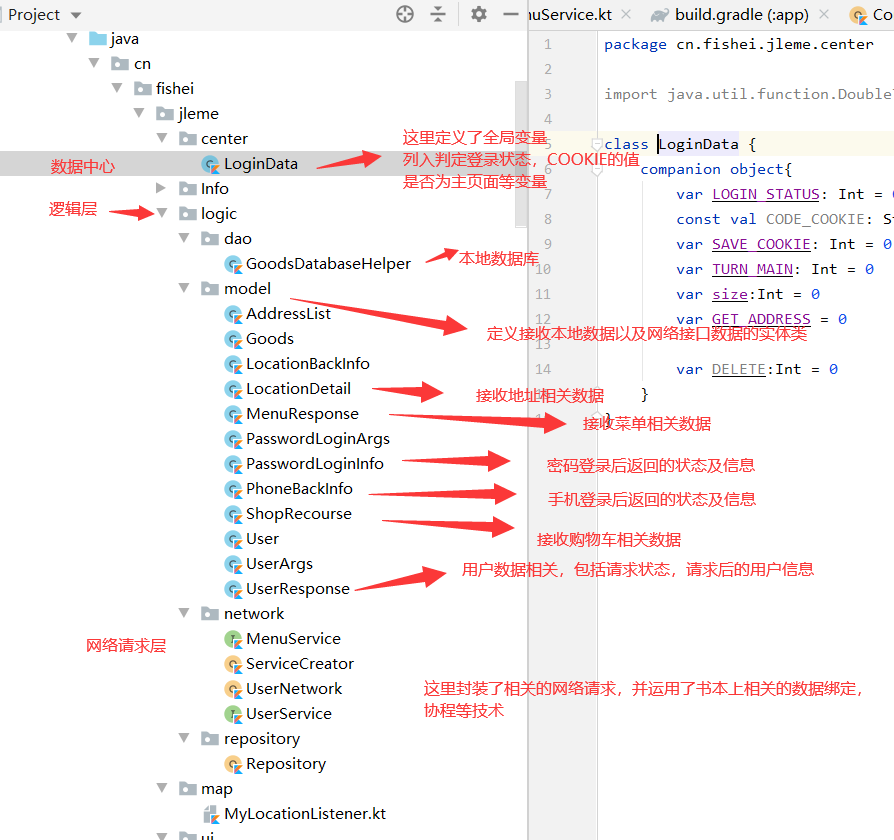 Project
nuService.kt
build.gradle (:app)
Co
java
cn
fishei
jleme
center
LoginData
Info
logic
dao
GoodsDatabaseHelper
model
AddressList
Goods
LocationBackInfo
LocationDetail
MenuResponse
PasswordLoginArgs
PasswordLoginInfo
PhoneBackInfo
ShopRecourse
User
UserArgs
UserResponse
network
MenuService
ServiceCreator
UserNetwork
UserService
repository
Repository
map
MyLocationListener.kt
ui
数据中心
逻辑层
网络请求层
这里定义了全局变量
列入判定登录状态，COOKIE的值
是否为主页面等变量
本地数据库
定义接收本地数据以及网络接口数据的实体类
接收地址相关数据
接收菜单相关数据
密码登录后返回的状态及信息
手机登录后返回的状态及信息
接收购物车相关数据
用户数据相关，包括请求状态，请求后的用户信息
这里封装了相关的网络请求，并运用了书本上相关的数据绑定，
协程等技术
1 package cn.fishei.jleme.center
2
3 import java.util.function.Double
4
5 class LoginData {
companion object{
7 var LOGIN_STATUS: Int = 0
8 const val CODE_COOKIE: St
9 var SAVE_COOKIE: Int = 0
10 var TURN_MAIN: Int = 0
11 var size:Int = 0
12 var GET_ADDRESS = 0
13
14 var DELETE:Int = 0
}
}